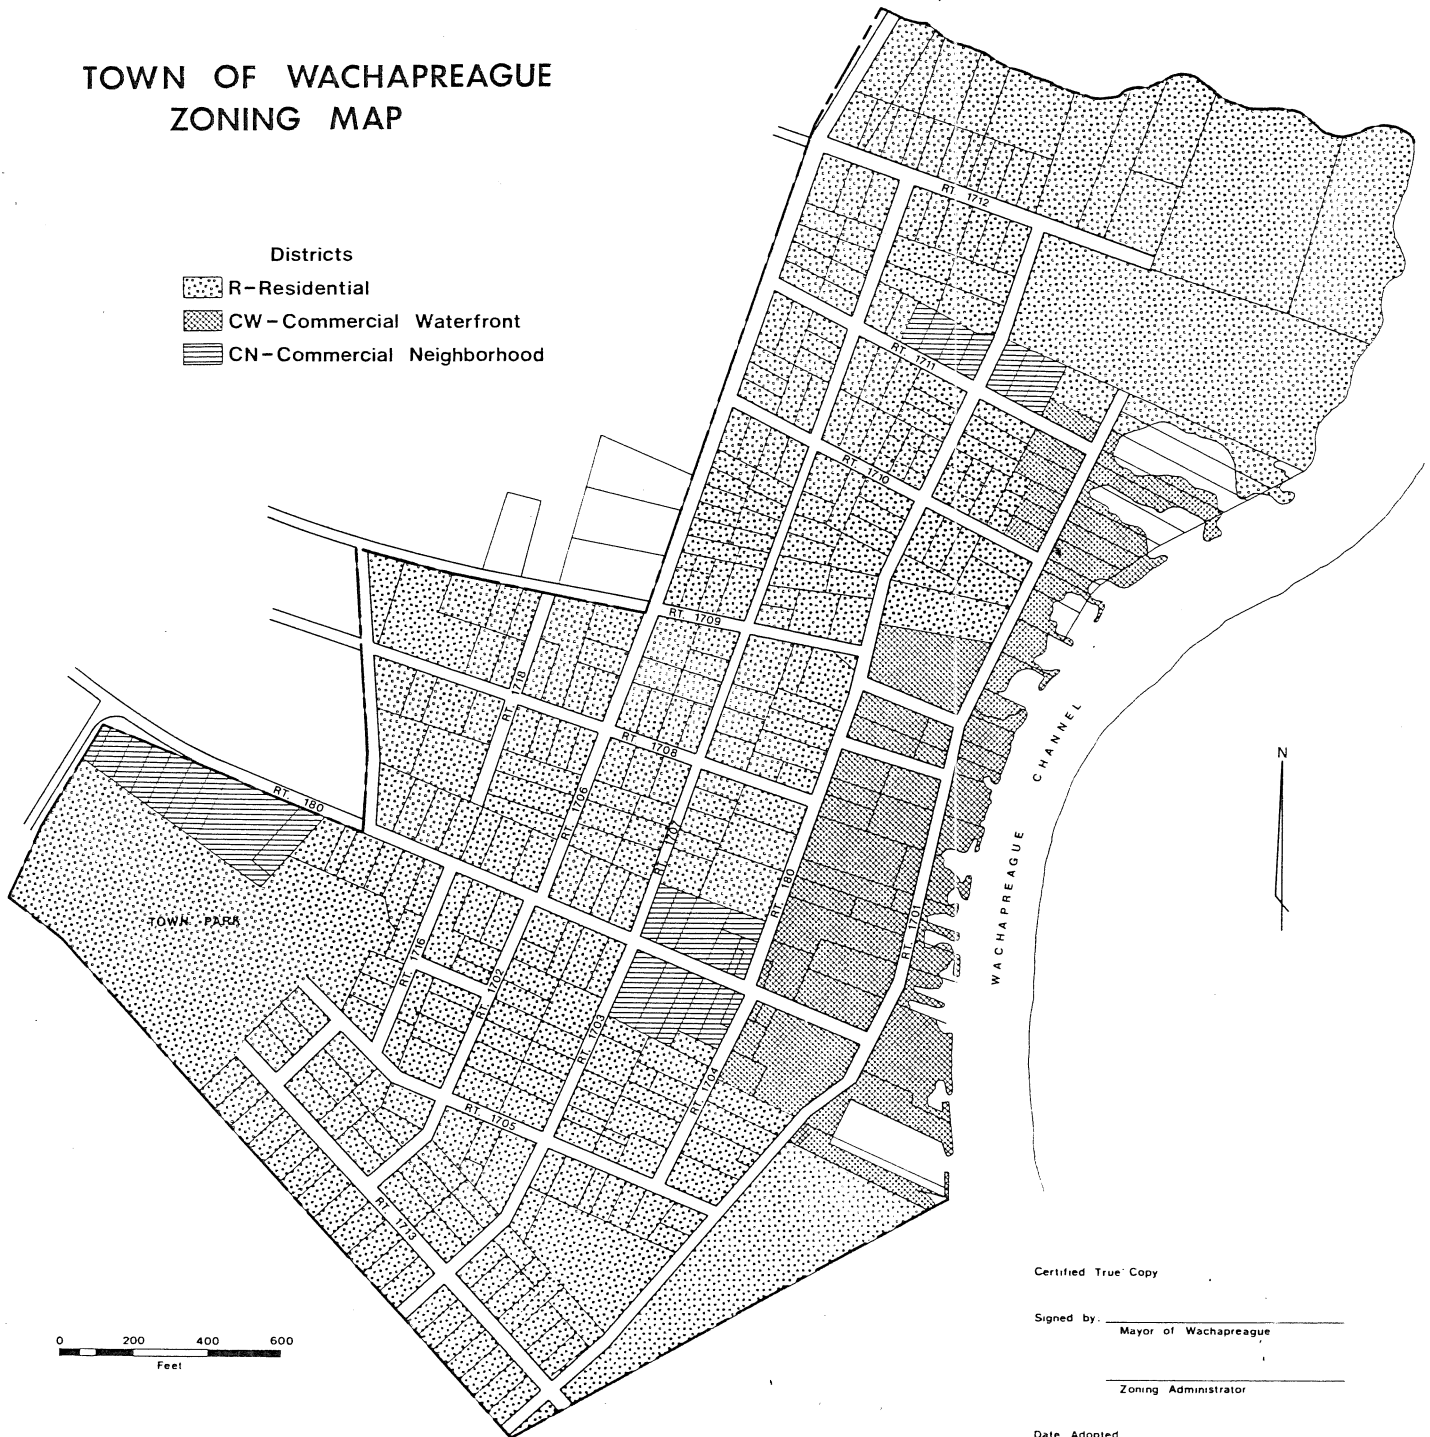 TOWN OF WACHAPREAGUE
ZONING MAP
Districts
R-Residential
CW-Commercial Waterfront
CN-Commercial Neighborhood
RT. 1712
RT. 1711
RT. 1710
RT. 1709
RT. 1718
RT. 1708
RT. 1706
RT. 1707
RT. 180
RT. 180
RT. 1701
TOWN PARK
RT. 1716
RT. 1702
RT. 1703
RT. 1704
RT. 1705
RT. 1713
WACHAPREAGUE CHANNEL
N
0 200 400 600
Feet
Certified True Copy
Signed by.
Mayor of Wachapreague
Zoning Administrator
Date Adopted